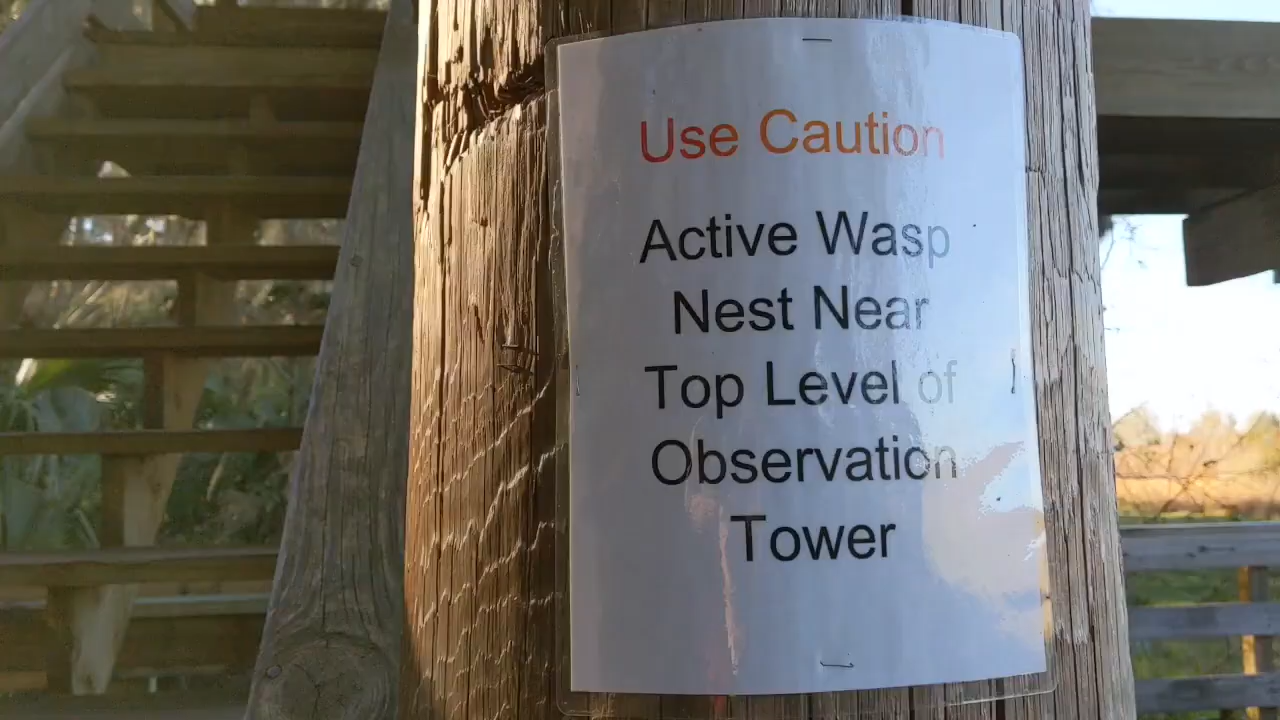 Use Caution
Active Wasp
Nest Near
Top Level of
Observation
Tower